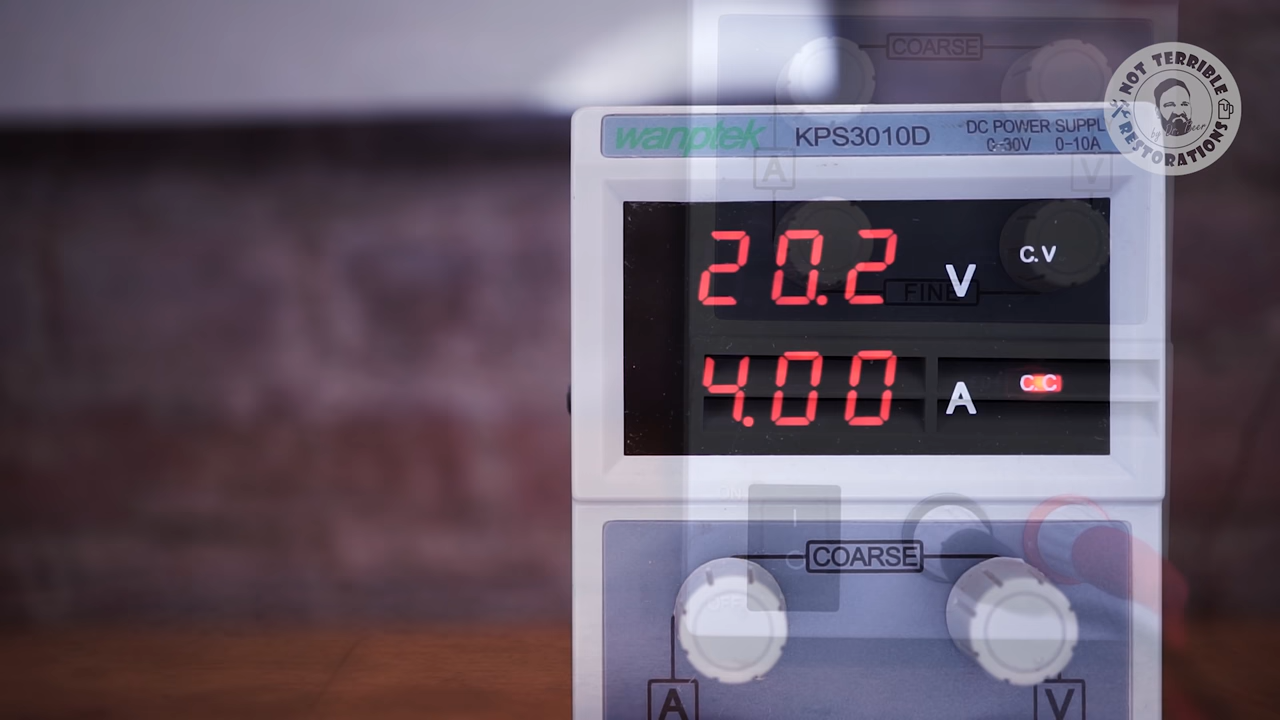 COARSE
NOT TERRIBLE
RESTORATIONS
wanptek KPS3010D DC POWER SUPPL
0-30V 0-10A
A V
20.2 V C.V
FINE
4.00 A C.C
ON
COARSE
OFF
A V